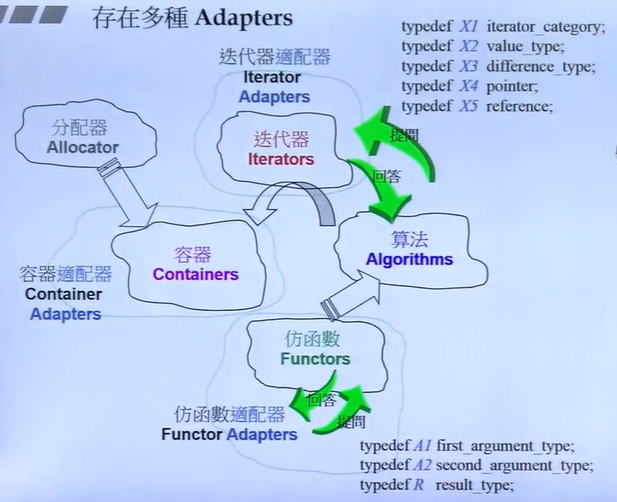 存在多種 Adapters
typedef X1 iterator_category;
typedef X2 value_type;
typedef X3 difference_type;
typedef X4 pointer;
typedef X5 reference;
迭代器適配器
Iterator
Adapters
分配器
Allocator
迭代器
Iterators
提問
回答
算法
Algorithms
容器
Containers
容器適配器
Container
Adapters
仿函數
Functors
回答
提問
仿函數適配器
Functor Adapters
typedef A1 first_argument_type;
typedef A2 second_argument_type;
typedef R result_type;